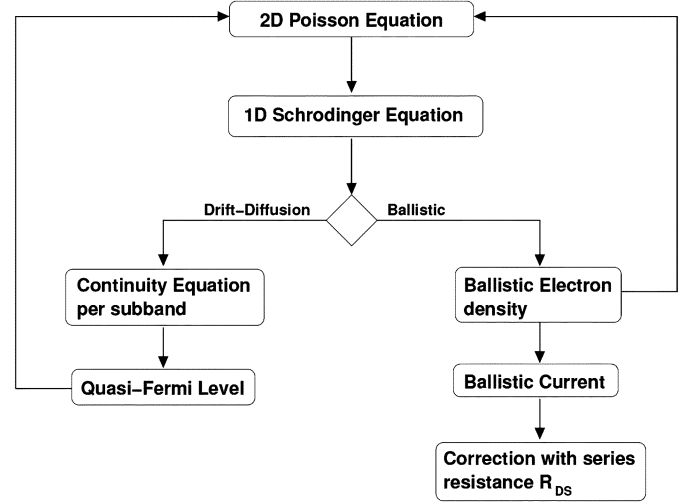 2D Poisson Equation
1D Schrodinger Equation
Drift-Diffusion
Ballistic
Continuity Equation
per subband
Ballistic Electron
density
Quasi-Fermi Level
Ballistic Current
Correction with series
resistance R DS